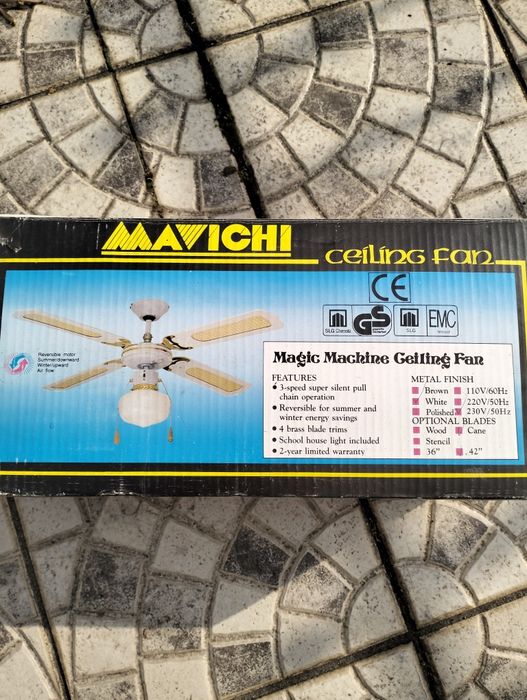 MAVICHI
ceiling fan
CE
SLG Chemnitz
GS
SLG
EMC
Reversible motor
Summer/downward
Winter/upward
Air flow
Magic Machine Ceiling Fan
FEATURES
• 3-speed super silent pull
chain operation
• Reversible for summer and
winter energy savings
• 4 brass blade trims
• School house light included
• 2-year limited warranty
METAL FINISH
/Brown 110V/60Hz
White /220V/50Hz
Polished 230V/50Hz
OPTIONAL BLADES
Wood Cane
Stencil
36" 42"